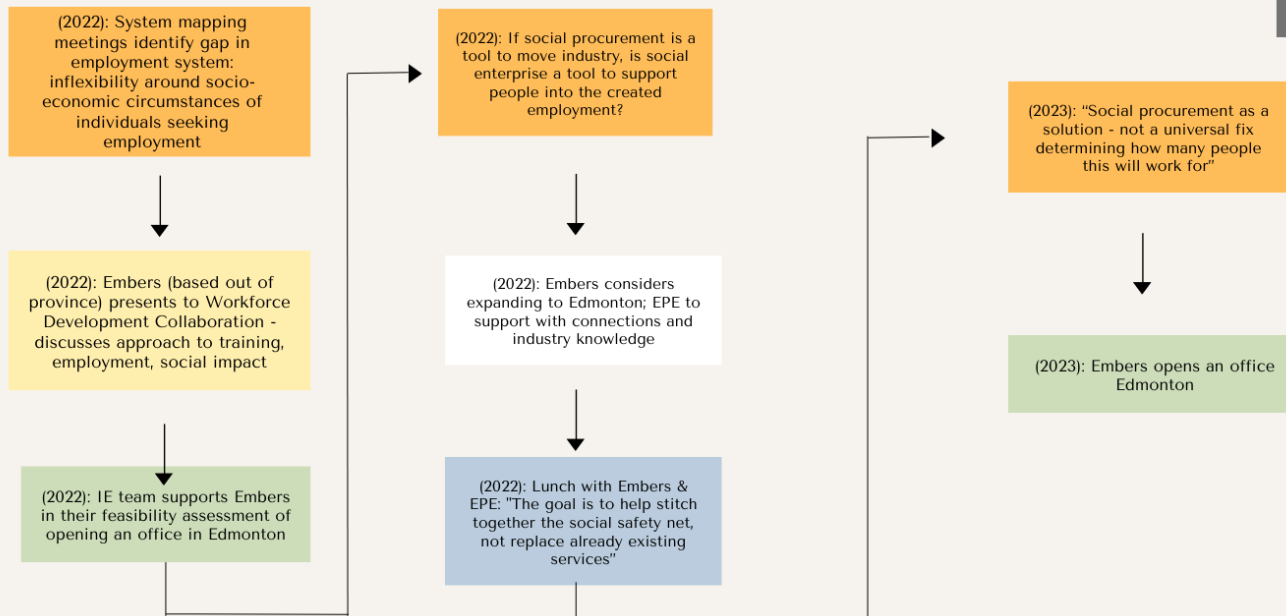 (2022): System mapping
meetings identify gap in
employment system:
inflexibility around socio-
economic circumstances of
individuals seeking
employment
(2022): Embers (based out of
province) presents to Workforce
Development Collaboration -
discusses approach to training,
employment, social impact
(2022): IE team supports Embers
in their feasibility assessment of
opening an office in Edmonton
(2022): If social procurement is a
tool to move industry, is social
enterprise a tool to support
people into the created
employment?
(2022): Embers considers
expanding to Edmonton; EPE to
support with connections and
industry knowledge
(2022): Lunch with Embers &
EPE: "The goal is to help stitch
together the social safety net,
not replace already existing
services”
(2023): “Social procurement as a
solution - not a universal fix
determining how many people
this will work for”
(2023): Embers opens an office
Edmonton